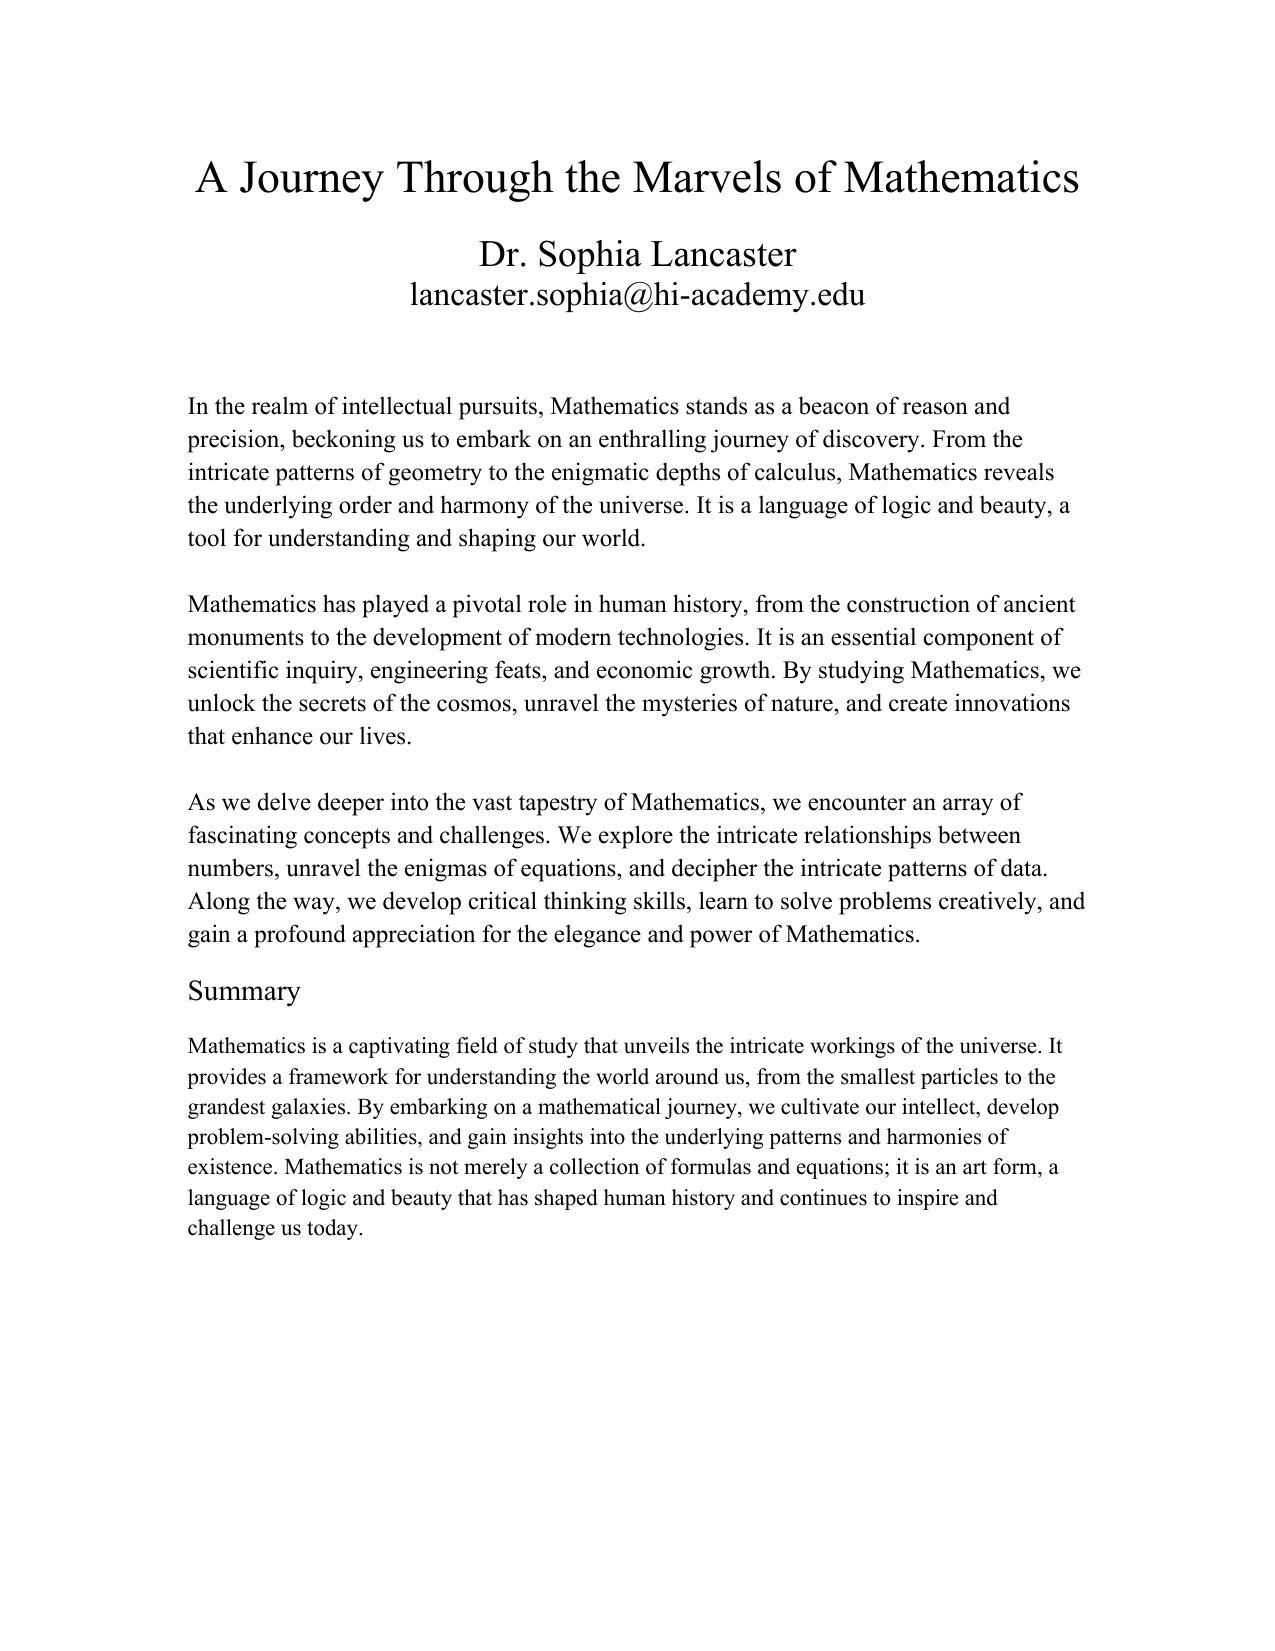 A Journey Through the Marvels of Mathematics
Dr. Sophia Lancaster
lancaster.sophia@hi-academy.edu
In the realm of intellectual pursuits, Mathematics stands as a beacon of reason and
precision, beckoning us to embark on an enthralling journey of discovery. From the
intricate patterns of geometry to the enigmatic depths of calculus, Mathematics reveals
the underlying order and harmony of the universe. It is a language of logic and beauty, a
tool for understanding and shaping our world.
Mathematics has played a pivotal role in human history, from the construction of ancient
monuments to the development of modern technologies. It is an essential component of
scientific inquiry, engineering feats, and economic growth. By studying Mathematics, we
unlock the secrets of the cosmos, unravel the mysteries of nature, and create innovations
that enhance our lives.
As we delve deeper into the vast tapestry of Mathematics, we encounter an array of
fascinating concepts and challenges. We explore the intricate relationships between
numbers, unravel the enigmas of equations, and decipher the intricate patterns of data.
Along the way, we develop critical thinking skills, learn to solve problems creatively, and
gain a profound appreciation for the elegance and power of Mathematics.
Summary
Mathematics is a captivating field of study that unveils the intricate workings of the universe. It
provides a framework for understanding the world around us, from the smallest particles to the
grandest galaxies. By embarking on a mathematical journey, we cultivate our intellect, develop
problem-solving abilities, and gain insights into the underlying patterns and harmonies of
existence. Mathematics is not merely a collection of formulas and equations; it is an art form, a
language of logic and beauty that has shaped human history and continues to inspire and
challenge us today.